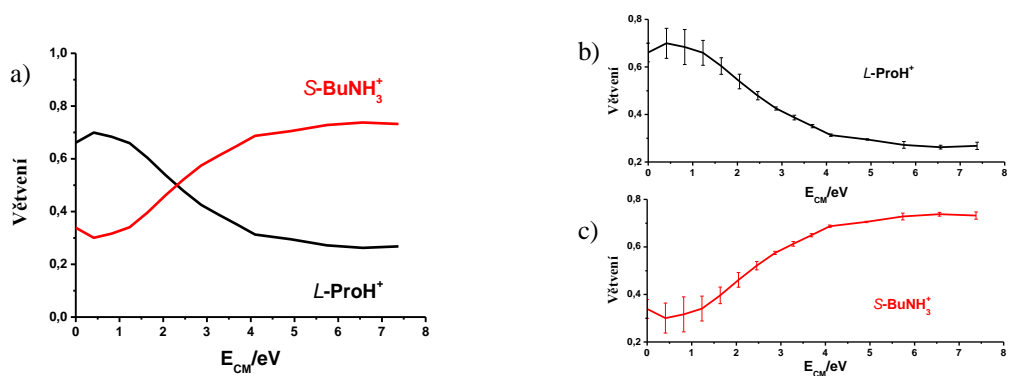 a)
1,0
0,8
0,6
0,4
0,2
0,0
Větvení
S-BuNH₃⁺
L-ProH⁺
0 1 2 3 4 5 6 7 8
E_CM/eV
b)
0,8
0,6
0,4
0,2
Větvení
L-ProH⁺
0 1 2 3 4 5 6 7 8
E_CM/eV
c)
0,8
0,6
0,4
0,2
Větvení
S-BuNH₃⁺
0 1 2 3 4 5 6 7 8
E_CM/eV